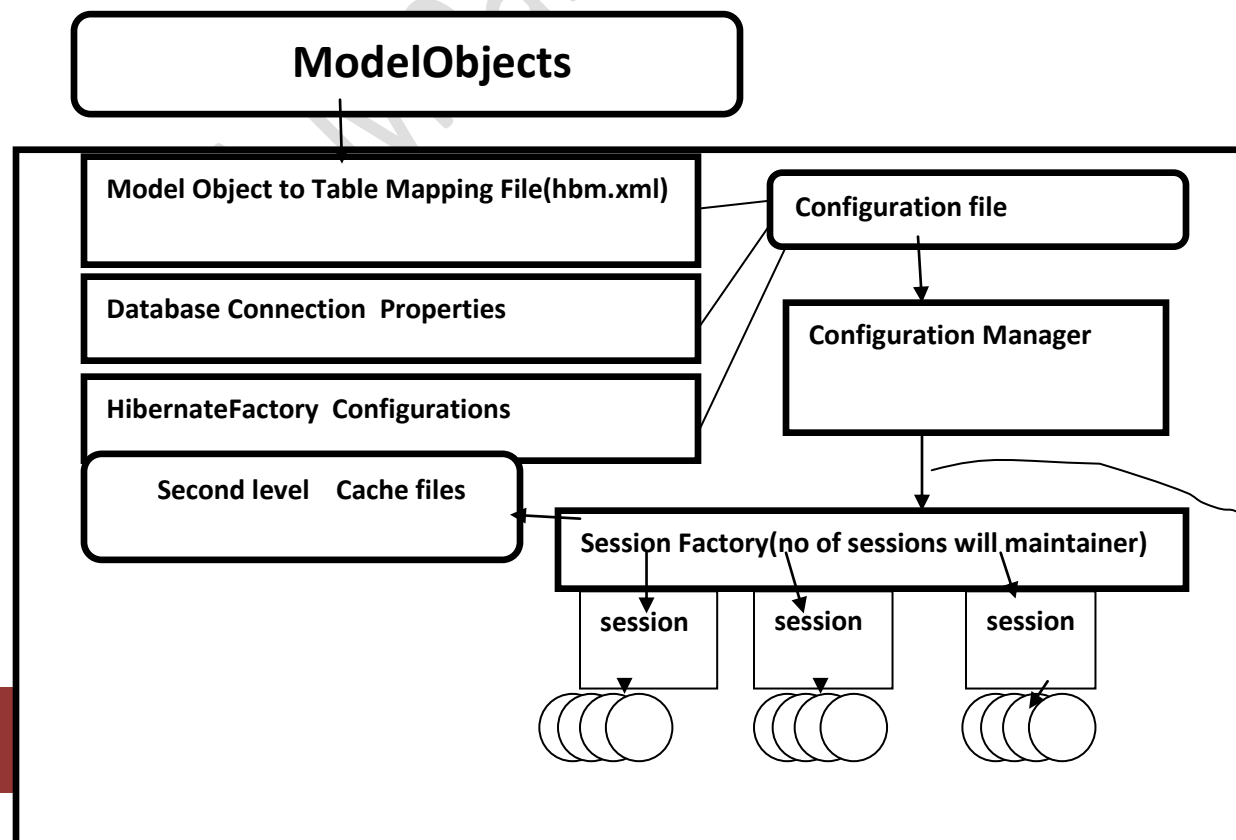 ModelObjects
Model Object to Table Mapping File(hbm.xml)
Configuration file
Database Connection Properties
Configuration Manager
HibernateFactory Configurations
Second level Cache files
Session Factory(no of sessions will maintainer)
session
session
session